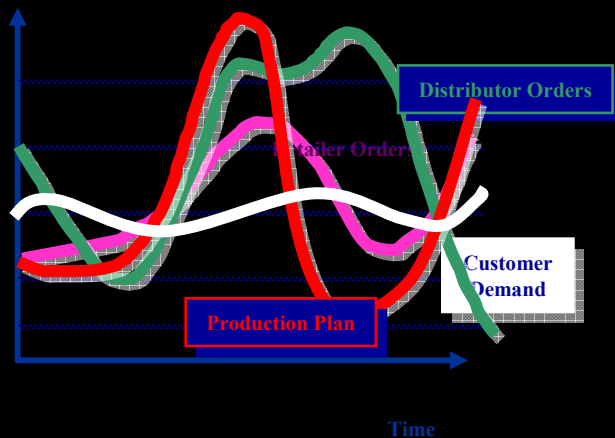 Distributor Orders
Retailer Orders
Customer
Demand
Production Plan
Time